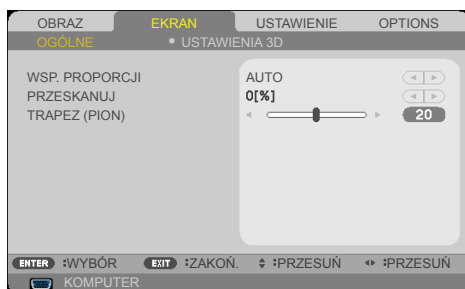 OBRAZ EKRAN USTAWIENIE OPTIONS
OGÓLNE • USTAWIENIA 3D
WSP. PROPORCJI AUTO
PRZESKANUJ 0[%]
TRAPEZ (PION) 20
ENTER :WYBÓR EXIT :ZAKOŃ. :PRZESUŃ :PRZESUŃ
KOMPUTER